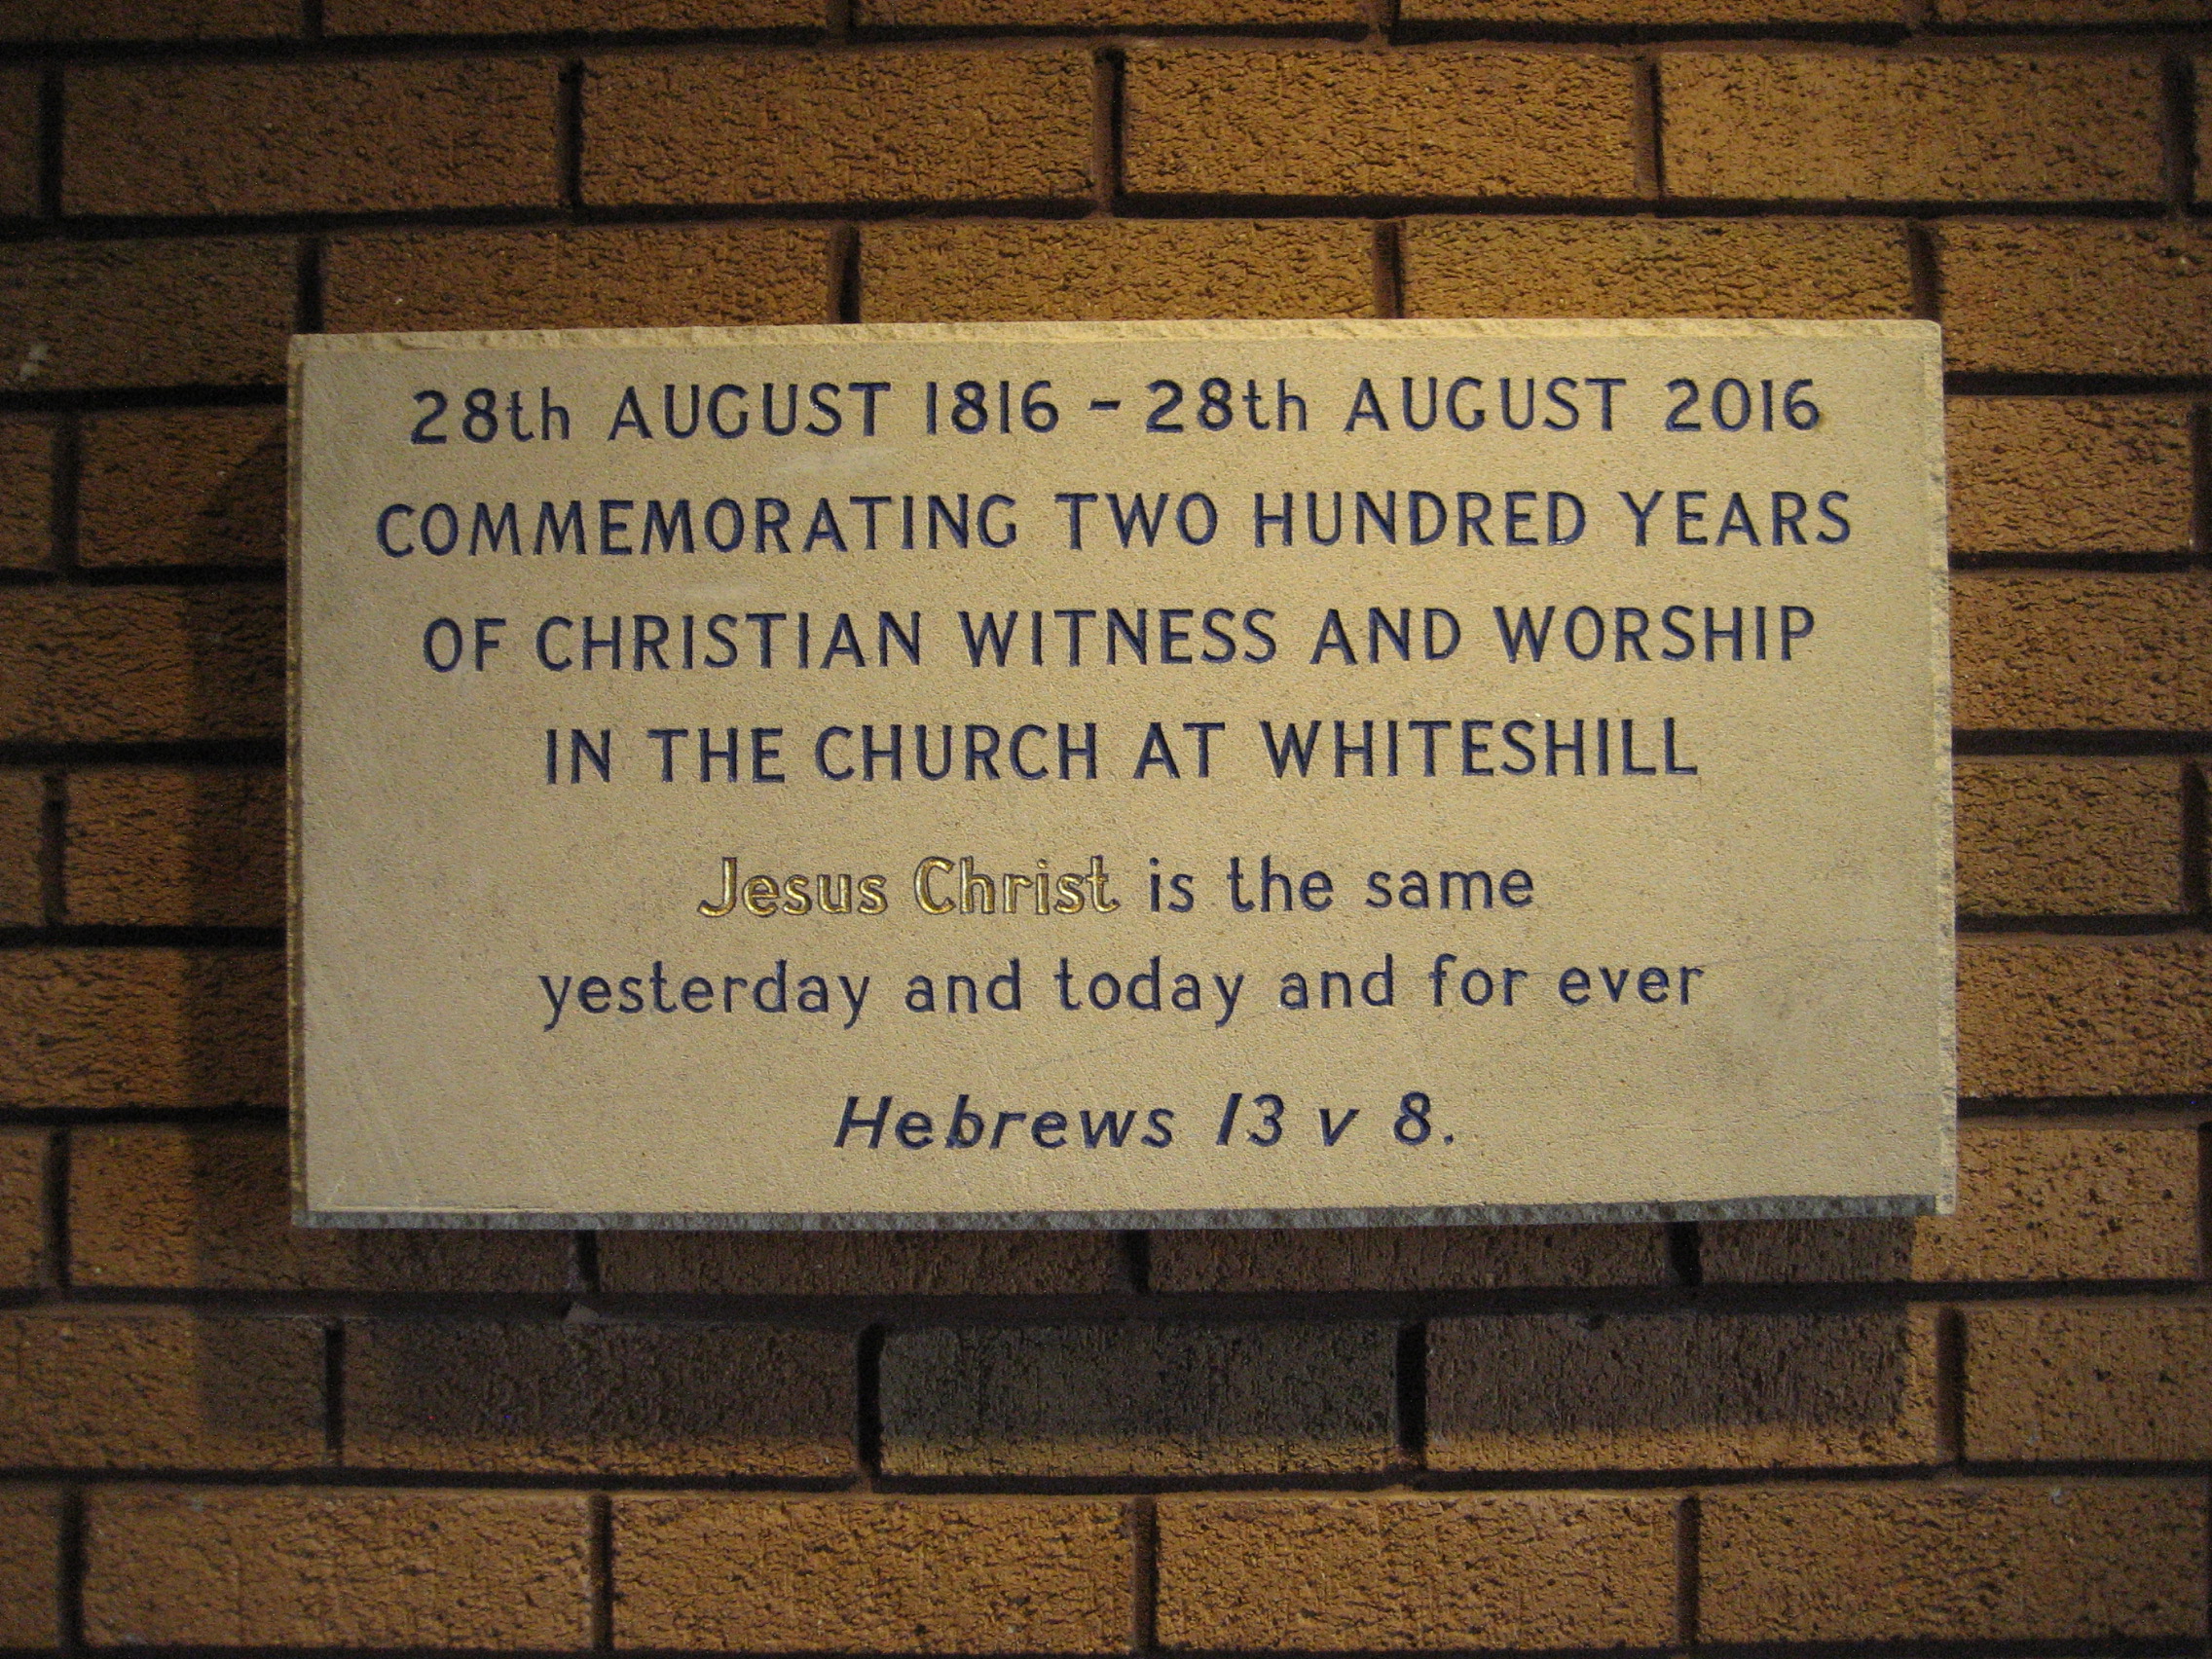 28th AUGUST 1816 - 28th AUGUST 2016
COMMEMORATING TWO HUNDRED YEARS
OF CHRISTIAN WITNESS AND WORSHIP
IN THE CHURCH AT WHITESHILL
Jesus Christ is the same
yesterday and today and for ever
Hebrews 13 v 8.